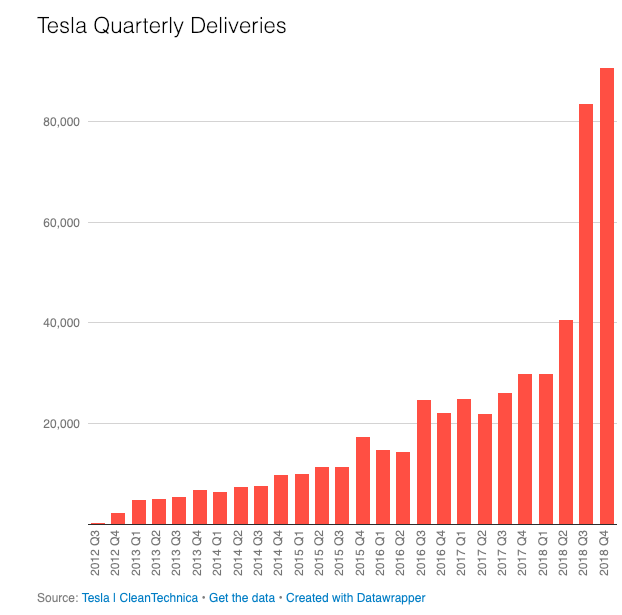 Tesla Quarterly Deliveries
80,000
60,000
40,000
20,000
2012 Q3
2012 Q4
2013 Q1
2013 Q2
2013 Q3
2013 Q4
2014 Q1
2014 Q2
2014 Q3
2014 Q4
2015 Q1
2015 Q2
2015 Q3
2015 Q4
2016 Q1
2016 Q2
2016 Q3
2016 Q4
2017 Q1
2017 Q2
2017 Q3
2017 Q4
2018 Q1
2018 Q2
2018 Q3
2018 Q4
Source: Tesla I CleanTechnica • Get the data • Created with Datawrapper